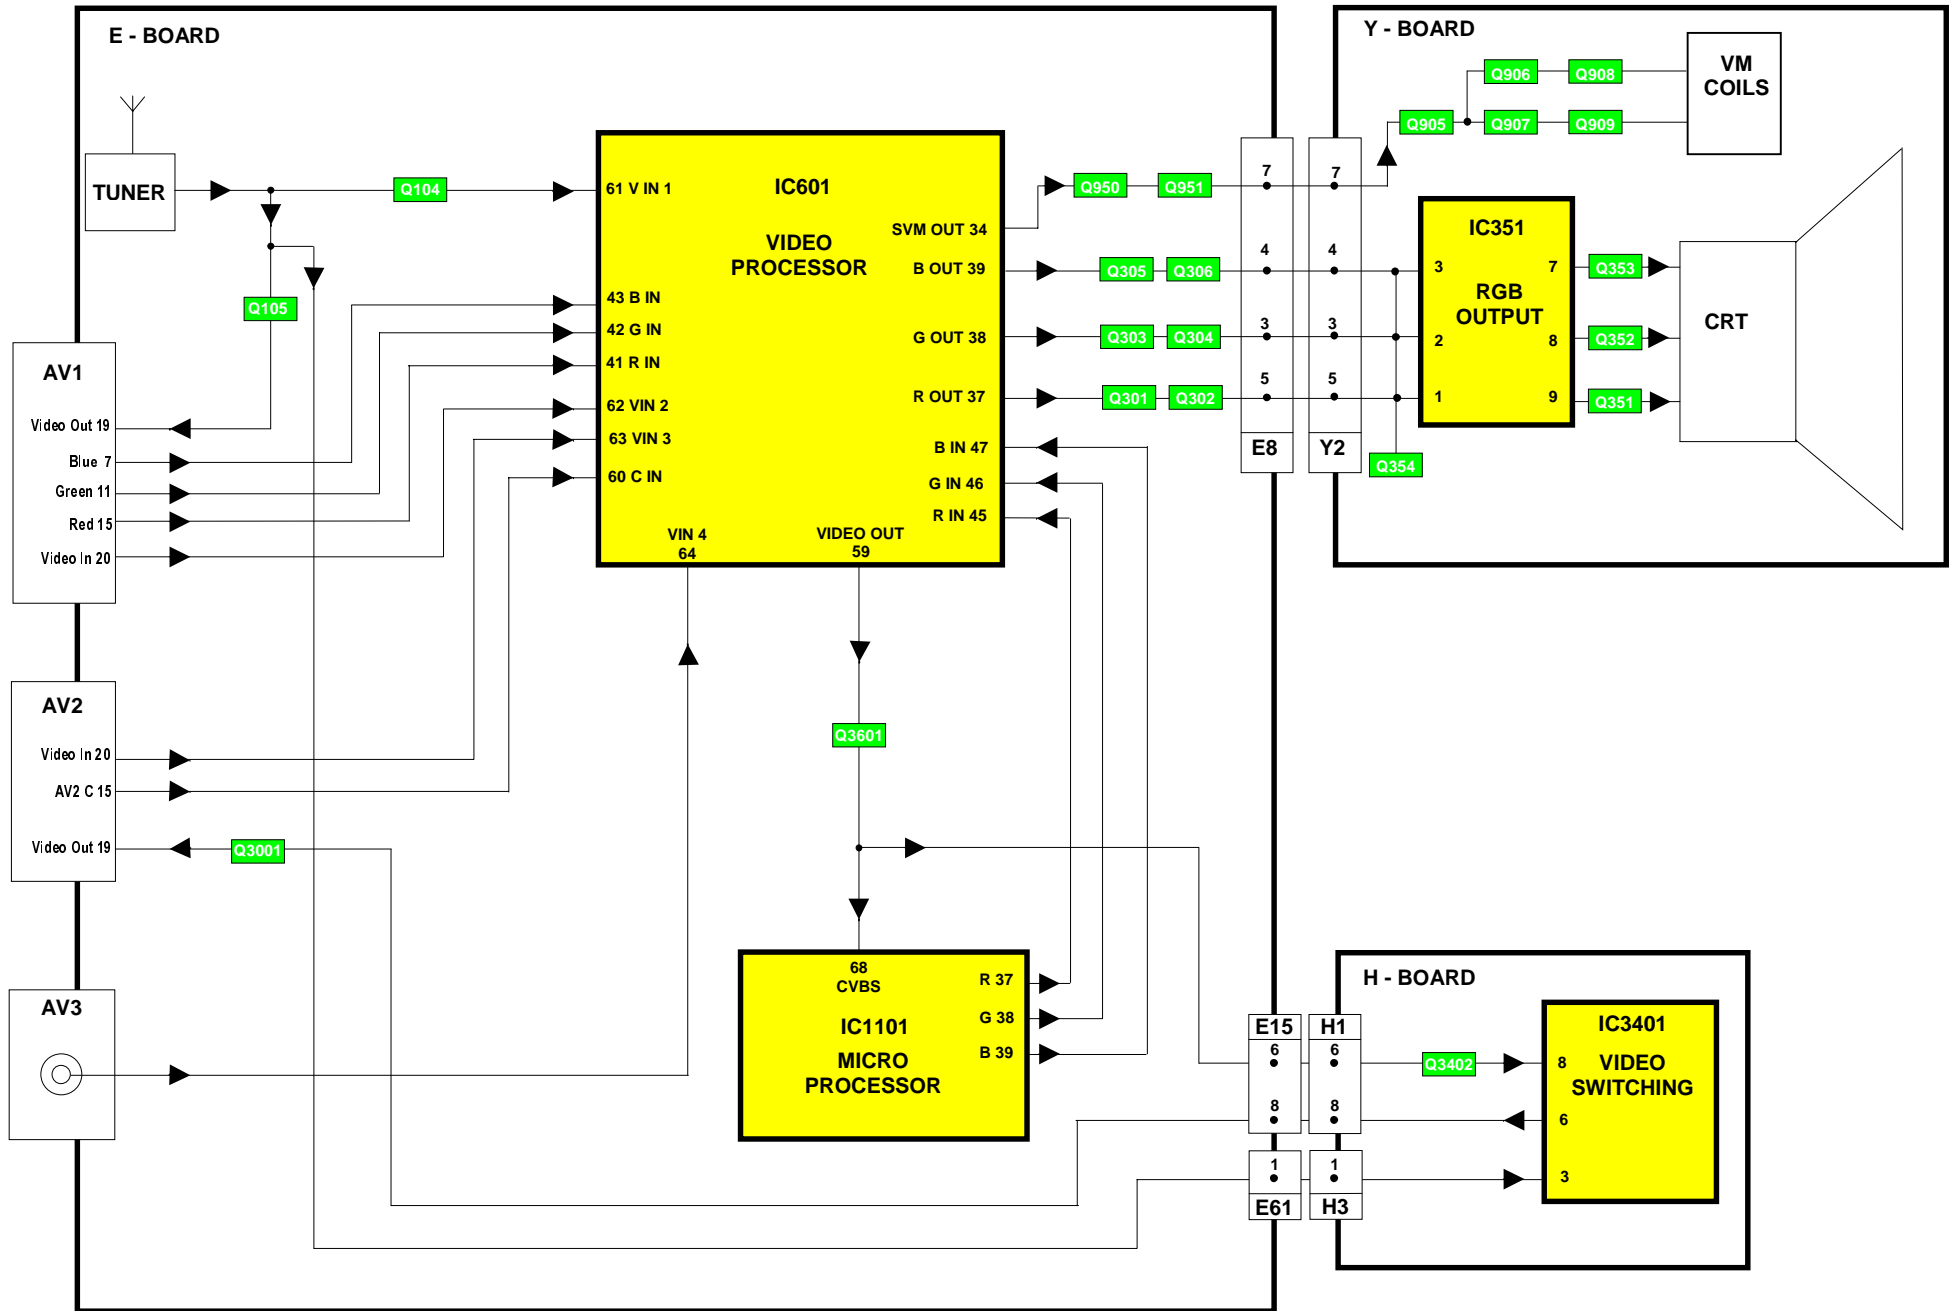 E - BOARD
TUNER
Q104
Q105
AV1
Video Out 19
Blue 7
Green 11
Red 15
Video In 20
AV2
Video In 20
AV2 C 15
Video Out 19
Q3001
AV3
61 V IN 1
43 B IN
42 G IN
41 R IN
62 VIN 2
63 VIN 3
60 C IN
IC601
VIDEO
PROCESSOR
SVM OUT 34
B OUT 39
G OUT 38
R OUT 37
B IN 47
G IN 46
R IN 45
VIN 4
64
VIDEO OUT
59
Q3601
68
CVBS
IC1101
MICRO
PROCESSOR
R 37
G 38
B 39
Q950
Q951
Q305
Q306
Q303
Q304
Q301
Q302
7
4
3
5
E8
7
4
3
5
Y2
Y - BOARD
Q905
Q906
Q908
Q907
Q909
VM
COILS
IC351
RGB
OUTPUT
3
2
1
7
8
9
Q354
Q353
Q352
Q351
CRT
E15
6
8
1
E61
H1
6
8
1
H3
H - BOARD
Q3402
IC3401
VIDEO
SWITCHING
8
6
3